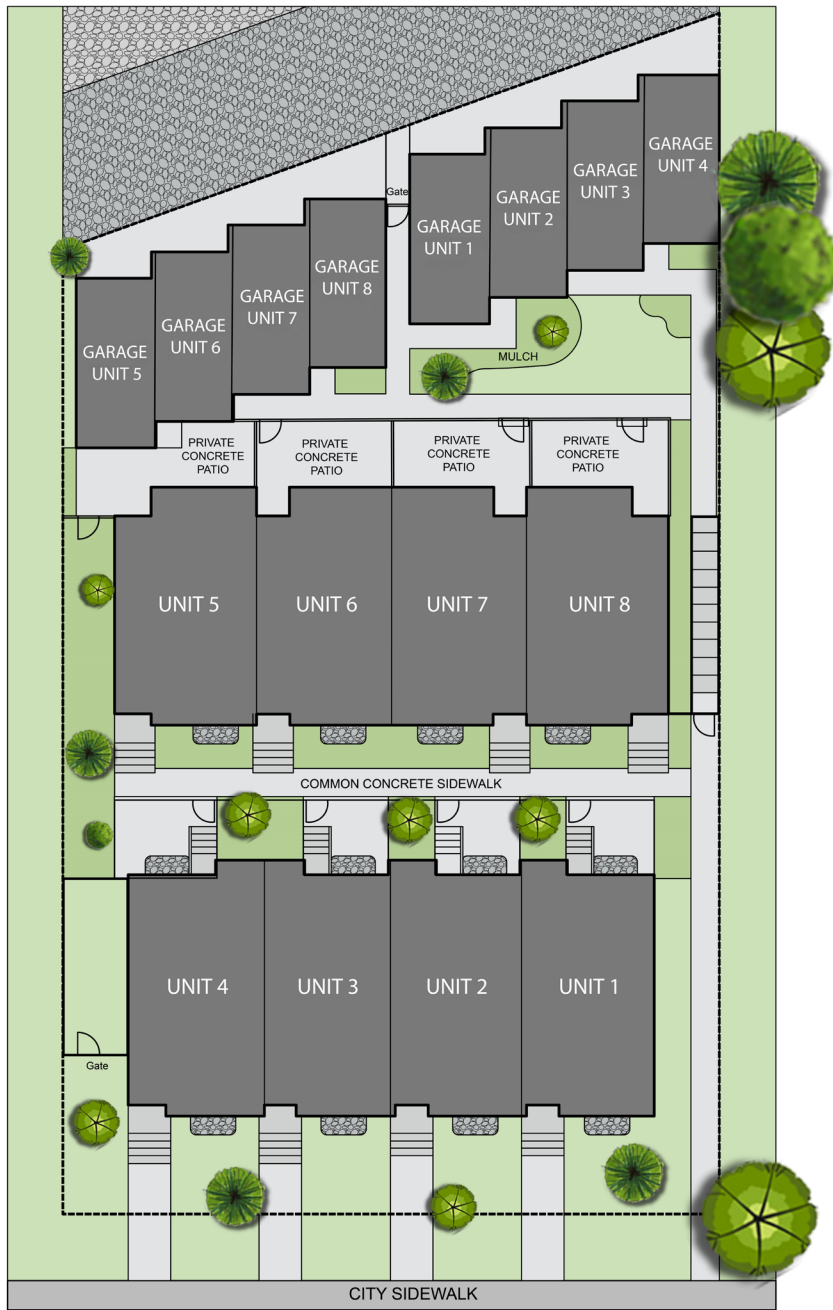 GARAGE
UNIT 4
GARAGE
UNIT 3
GARAGE
UNIT 2
Gate
GARAGE
UNIT 1
GARAGE
UNIT 8
GARAGE
UNIT 7
GARAGE
UNIT 6
GARAGE
UNIT 5
MULCH
PRIVATE
CONCRETE
PATIO
PRIVATE
CONCRETE
PATIO
PRIVATE
CONCRETE
PATIO
PRIVATE
CONCRETE
PATIO
UNIT 5
UNIT 6
UNIT 7
UNIT 8
COMMON CONCRETE SIDEWALK
UNIT 4
UNIT 3
UNIT 2
UNIT 1
Gate
CITY SIDEWALK